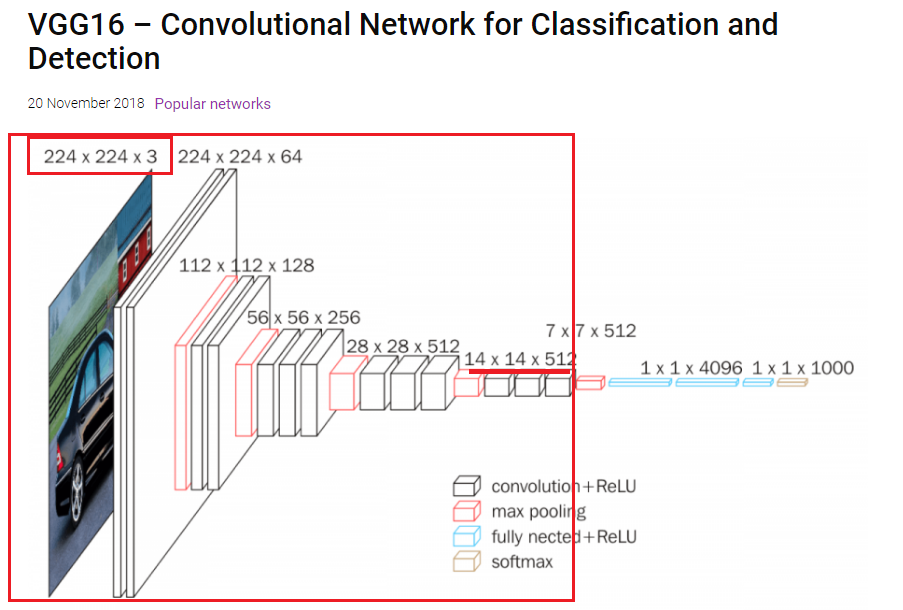 VGG16 – Convolutional Network for Classification and
Detection
20 November 2018 Popular networks
224 x 224 x 3 224 x 224 x 64
112 x 112 x 128
56 x 56 x 256
7 x 7 x 512
28 x 28 x 512
14 x 14 x 512
1 x 1 x 4096 1 x 1 x 1000
convolution+ReLU
max pooling
fully nected+ReLU
softmax